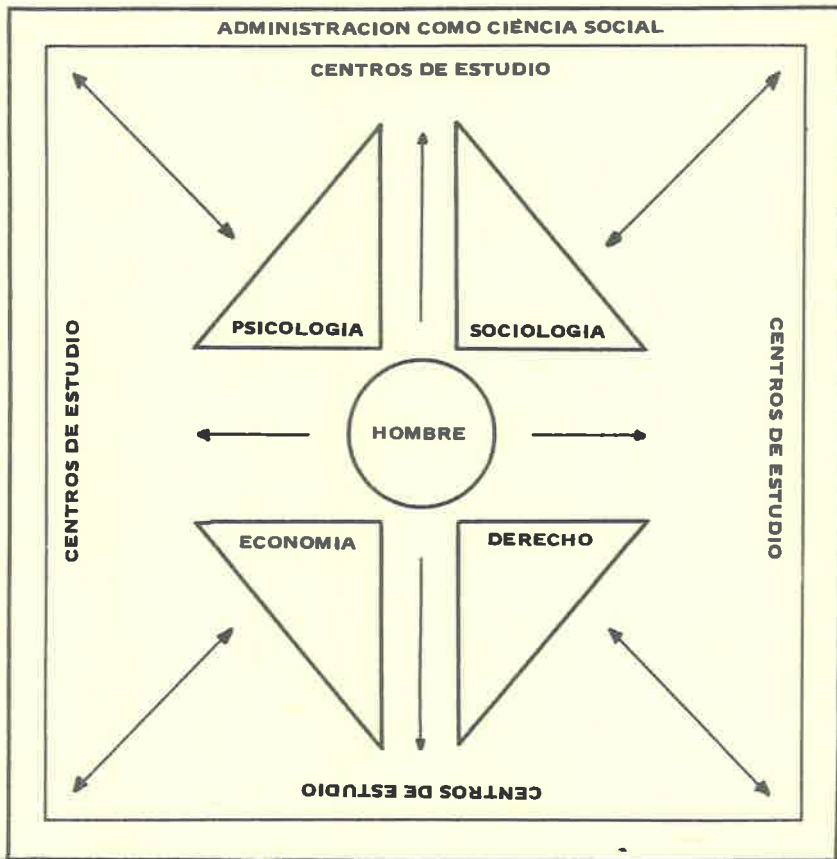 ADMINISTRACION COMO CIÉNCIA SOCIAL
CENTROS DE ESTUDIO
PSICOLOGIA
SOCIOLOGIA
CENTROS DE ESTUDIO
HOMBRE
CENTROS DE ESTUDIO
ECONOMIA
DERECHO
CENTROS DE ESTUDIO